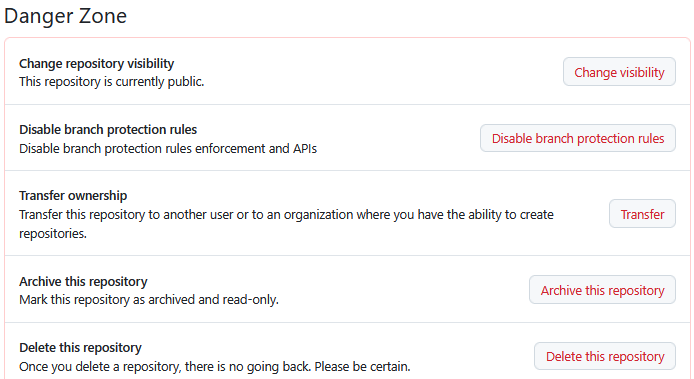 Danger Zone
Change repository visibility
This repository is currently public.
Change visibility
Disable branch protection rules
Disable branch protection rules enforcement and APIs
Disable branch protection rules
Transfer ownership
Transfer this repository to another user or to an organization where you have the ability to create
repositories.
Transfer
Archive this repository
Mark this repository as archived and read-only.
Archive this repository
Delete this repository
Once you delete a repository, there is no going back. Please be certain.
Delete this repository